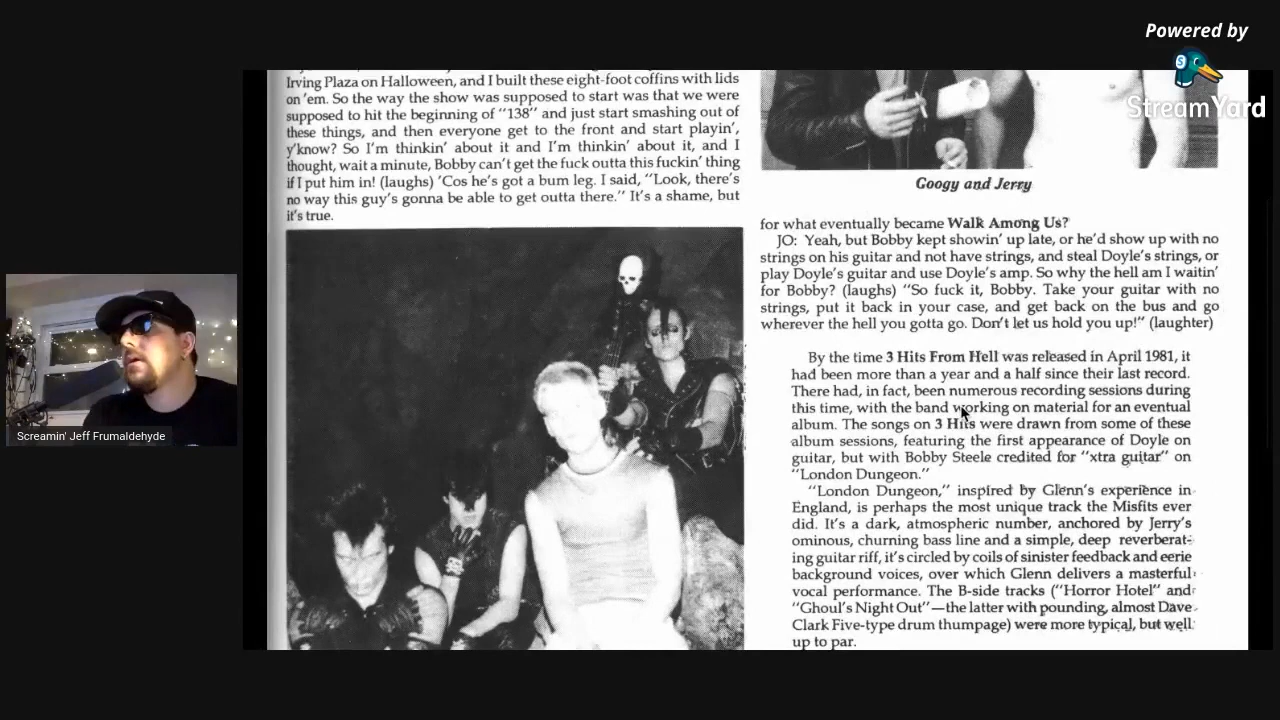 Powered by
StreamYard
Irving Plaza on Halloween, and I built these eight-foot coffins with lids
on 'em. So the way the show was supposed to start was that we were
supposed to hit the beginning of "138" and just start smashing out of
these things, and then everyone get to the front and start playin',
y'know? So I'm thinkin' about it and I'm thinkin' about it, and I
thought, wait a minute, Bobby can't get the fuck outta this fuckin' thing
if I put him in! (laughs) 'Cos he's got a bum leg. I said, "Look, there's
no way this guy's gonna be able to get outta there." It's a shame, but
it's true.
Googy and Jerry
for what eventually became Walk Among Us?
JO: Yeah, but Bobby kept showin' up late, or he'd show up with no
strings on his guitar and not have strings, and steal Doyle's strings, or
play Doyle's guitar and use Doyle's amp. So why the hell am I waitin'
for Bobby? (laughs) "So fuck it, Bobby. Take your guitar with no
strings, put it back in your case, and get back on the bus and go
wherever the hell you gotta go. Don't let us hold you up!" (laughter)
By the time 3 Hits From Hell was released in April 1981, it
had been more than a year and a half since their last record.
There had, in fact, been numerous recording sessions during
this time, with the band working on material for an eventual
album. The songs on 3 Hits were drawn from some of these
album sessions, featuring the first appearance of Doyle on
guitar, but with Bobby Steele credited for "xtra guitar" on
"London Dungeon."
"London Dungeon," inspired by Glenn's experience in
England, is perhaps the most unique track the Misfits ever
did. It's a dark, atmospheric number, anchored by Jerry's
ominous, churning bass line and a simple, deep reverberat-
ing guitar riff, it's circled by coils of sinister feedback and eerie
background voices, over which Glenn delivers a masterful
vocal performance. The B-side tracks ("Horror Hotel" and
"Ghoul's Night Out"—the latter with pounding, almost Dave
Clark Five-type drum thumpage) were more typical, but well
up to par.
Screamin' Jeff Frumaldehyde